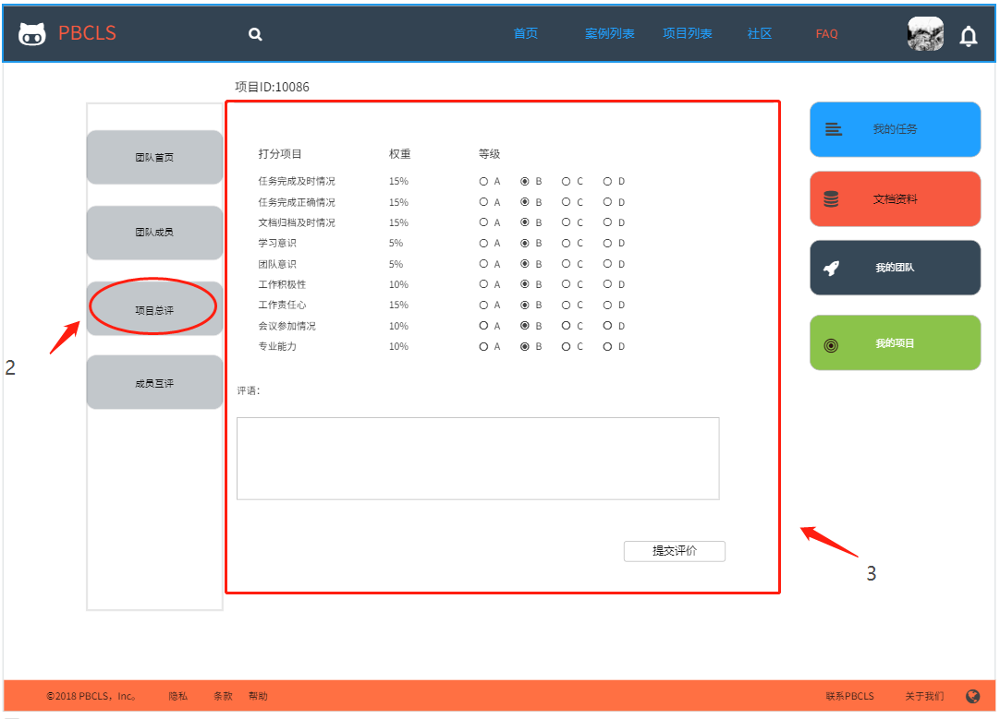 PBCLS 首页 案例列表 项目列表 社区 FAQ
项目ID:10086
团队首页
团队成员
项目总评
成员互评
2
打分项目 权重 等级
任务完成及时情况 15% A B C D
任务完成正确情况 15% A B C D
文档归档及时情况 15% A B C D
学习意识 5% A B C D
团队意识 5% A B C D
工作积极性 10% A B C D
工作责任心 15% A B C D
会议参加情况 10% A B C D
专业能力 10% A B C D
评语：
提交评价
3
我的任务
文档资料
我的团队
我的项目
©2018 PBCLS，Inc。 隐私 条款 帮助 联系PBCLS 关于我们